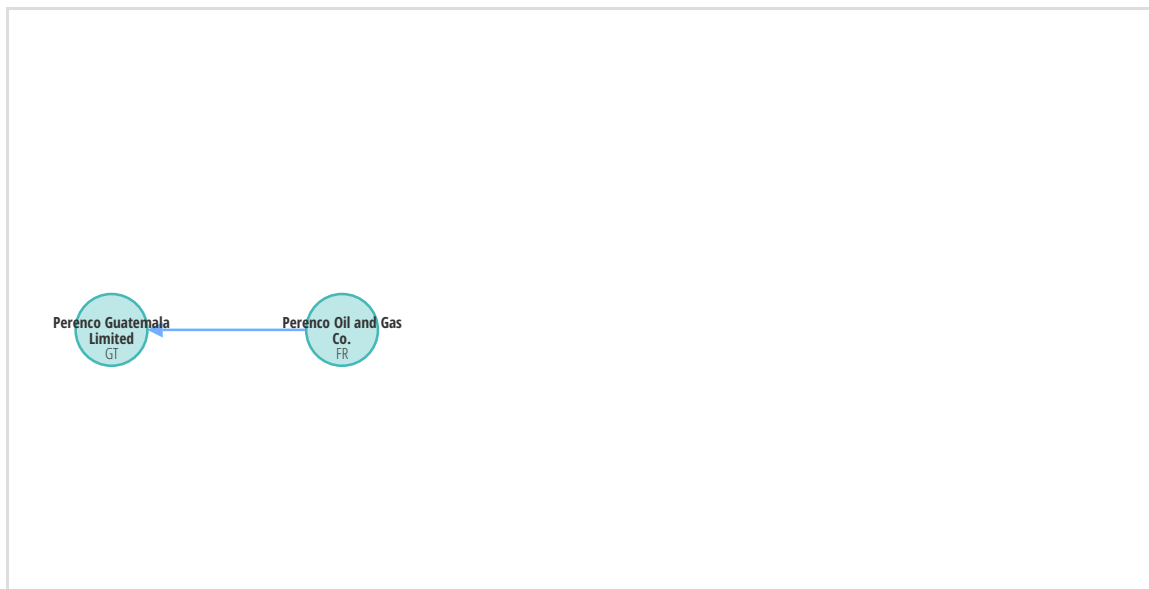 Perenco Guatemala
Limited
GT
Perenco Oil and Gas
Co.
FR